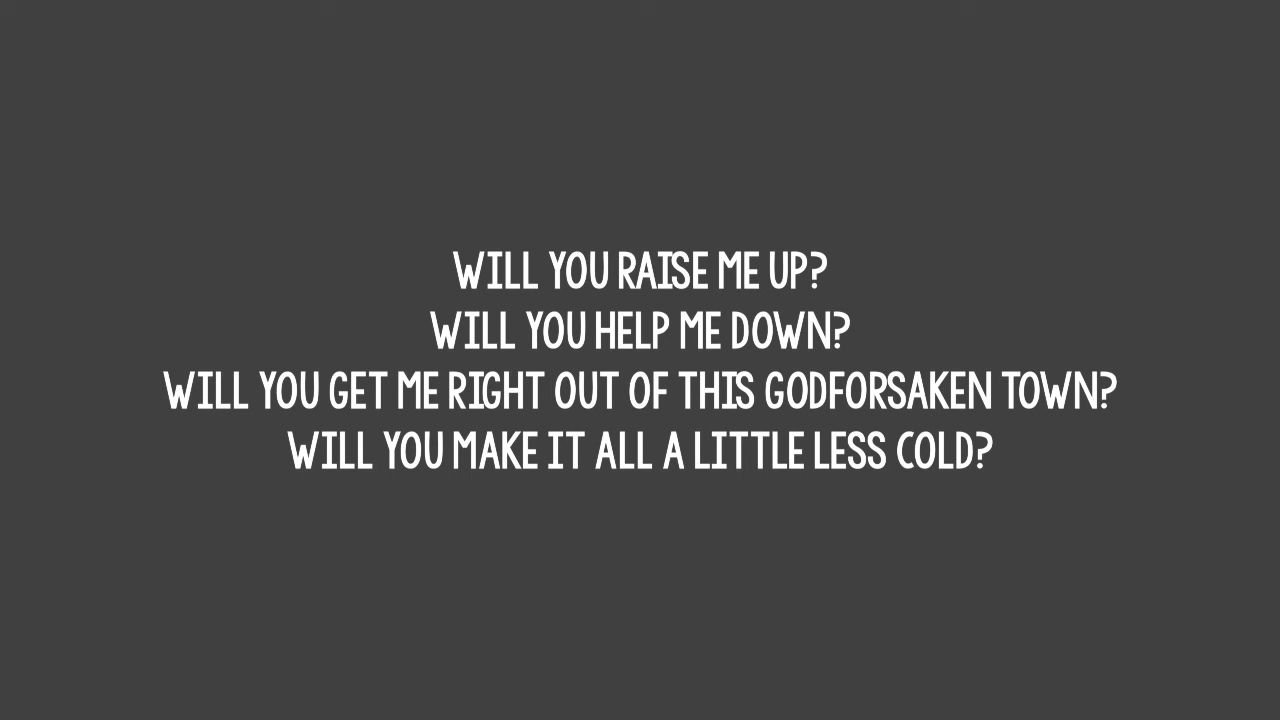 WILL YOU RAISE ME UP?
WILL YOU HELP ME DOWN?
WILL YOU GET ME RIGHT OUT OF THIS GODFORSAKEN TOWN?
WILL YOU MAKE IT ALL A LITTLE LESS COLD?